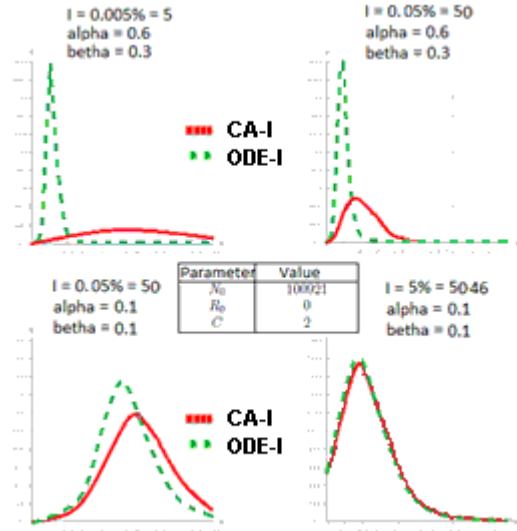 I = 0.005% = 5
alpha = 0.6
betha = 0.3
I = 0.05% = 50
alpha = 0.6
betha = 0.3
CA-I
ODE-I
I = 0.05% = 50
alpha = 0.1
betha = 0.1
Parameter Value
N₀ 100921
R₀ 0
C 2
I = 5% = 5046
alpha = 0.1
betha = 0.1
CA-I
ODE-I